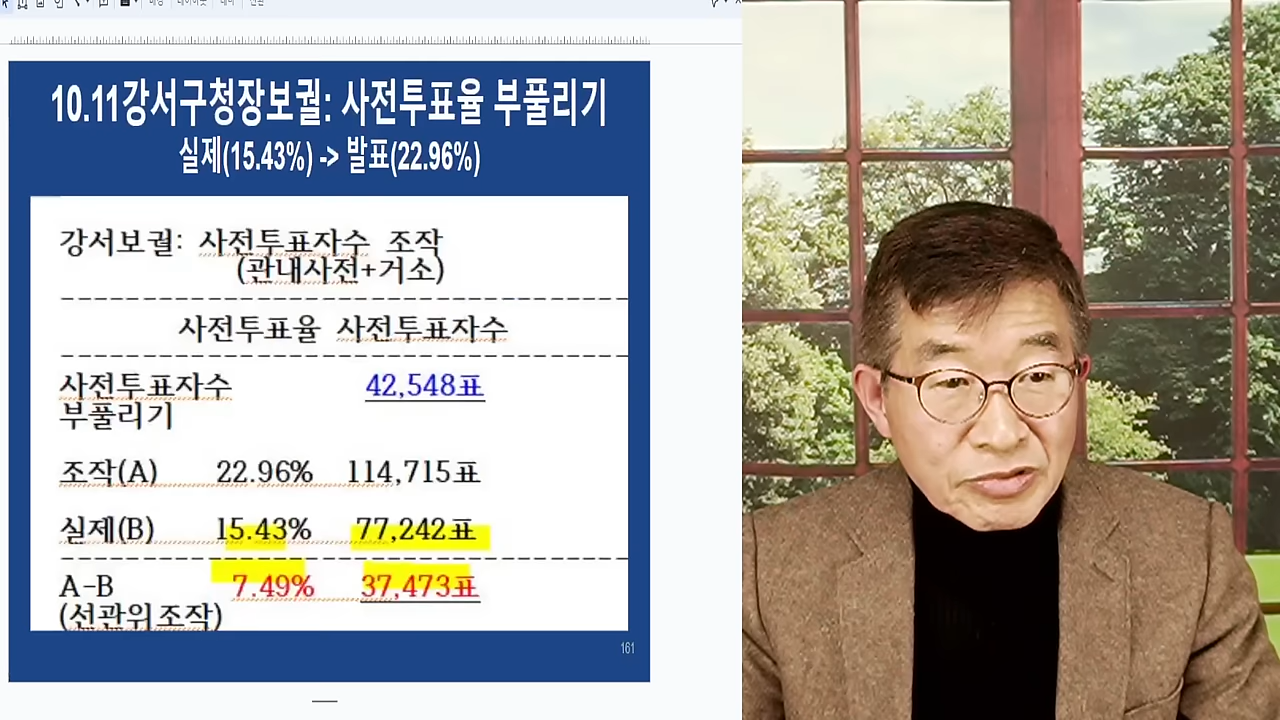 10.11강서구청장보궐: 사전투표율 부풀리기
실제(15.43%) -> 발표(22.96%)
강서보궐: 사전투표자수 조작
(관내사전+거소)
사전투표율 사전투표자수
사전투표자수 42,548표
부풀리기
조작(A) 22.96% 114,715표
실제(B) 15.43% 77,242표
A-B 7.49% 37,473표
(선관위조작)
161